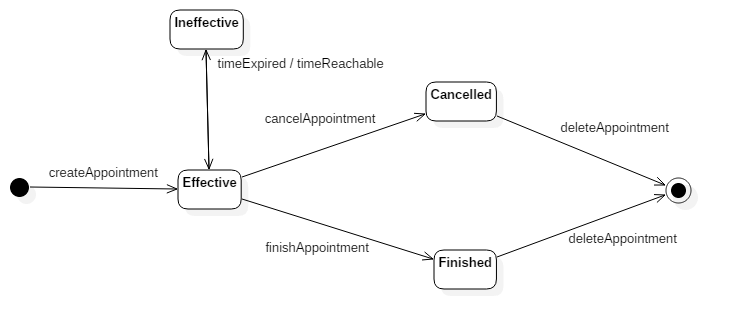 Ineffective
timeExpired / timeReachable
Cancelled
cancelAppointment
deleteAppointment
createAppointment
Effective
finishAppointment
deleteAppointment
Finished